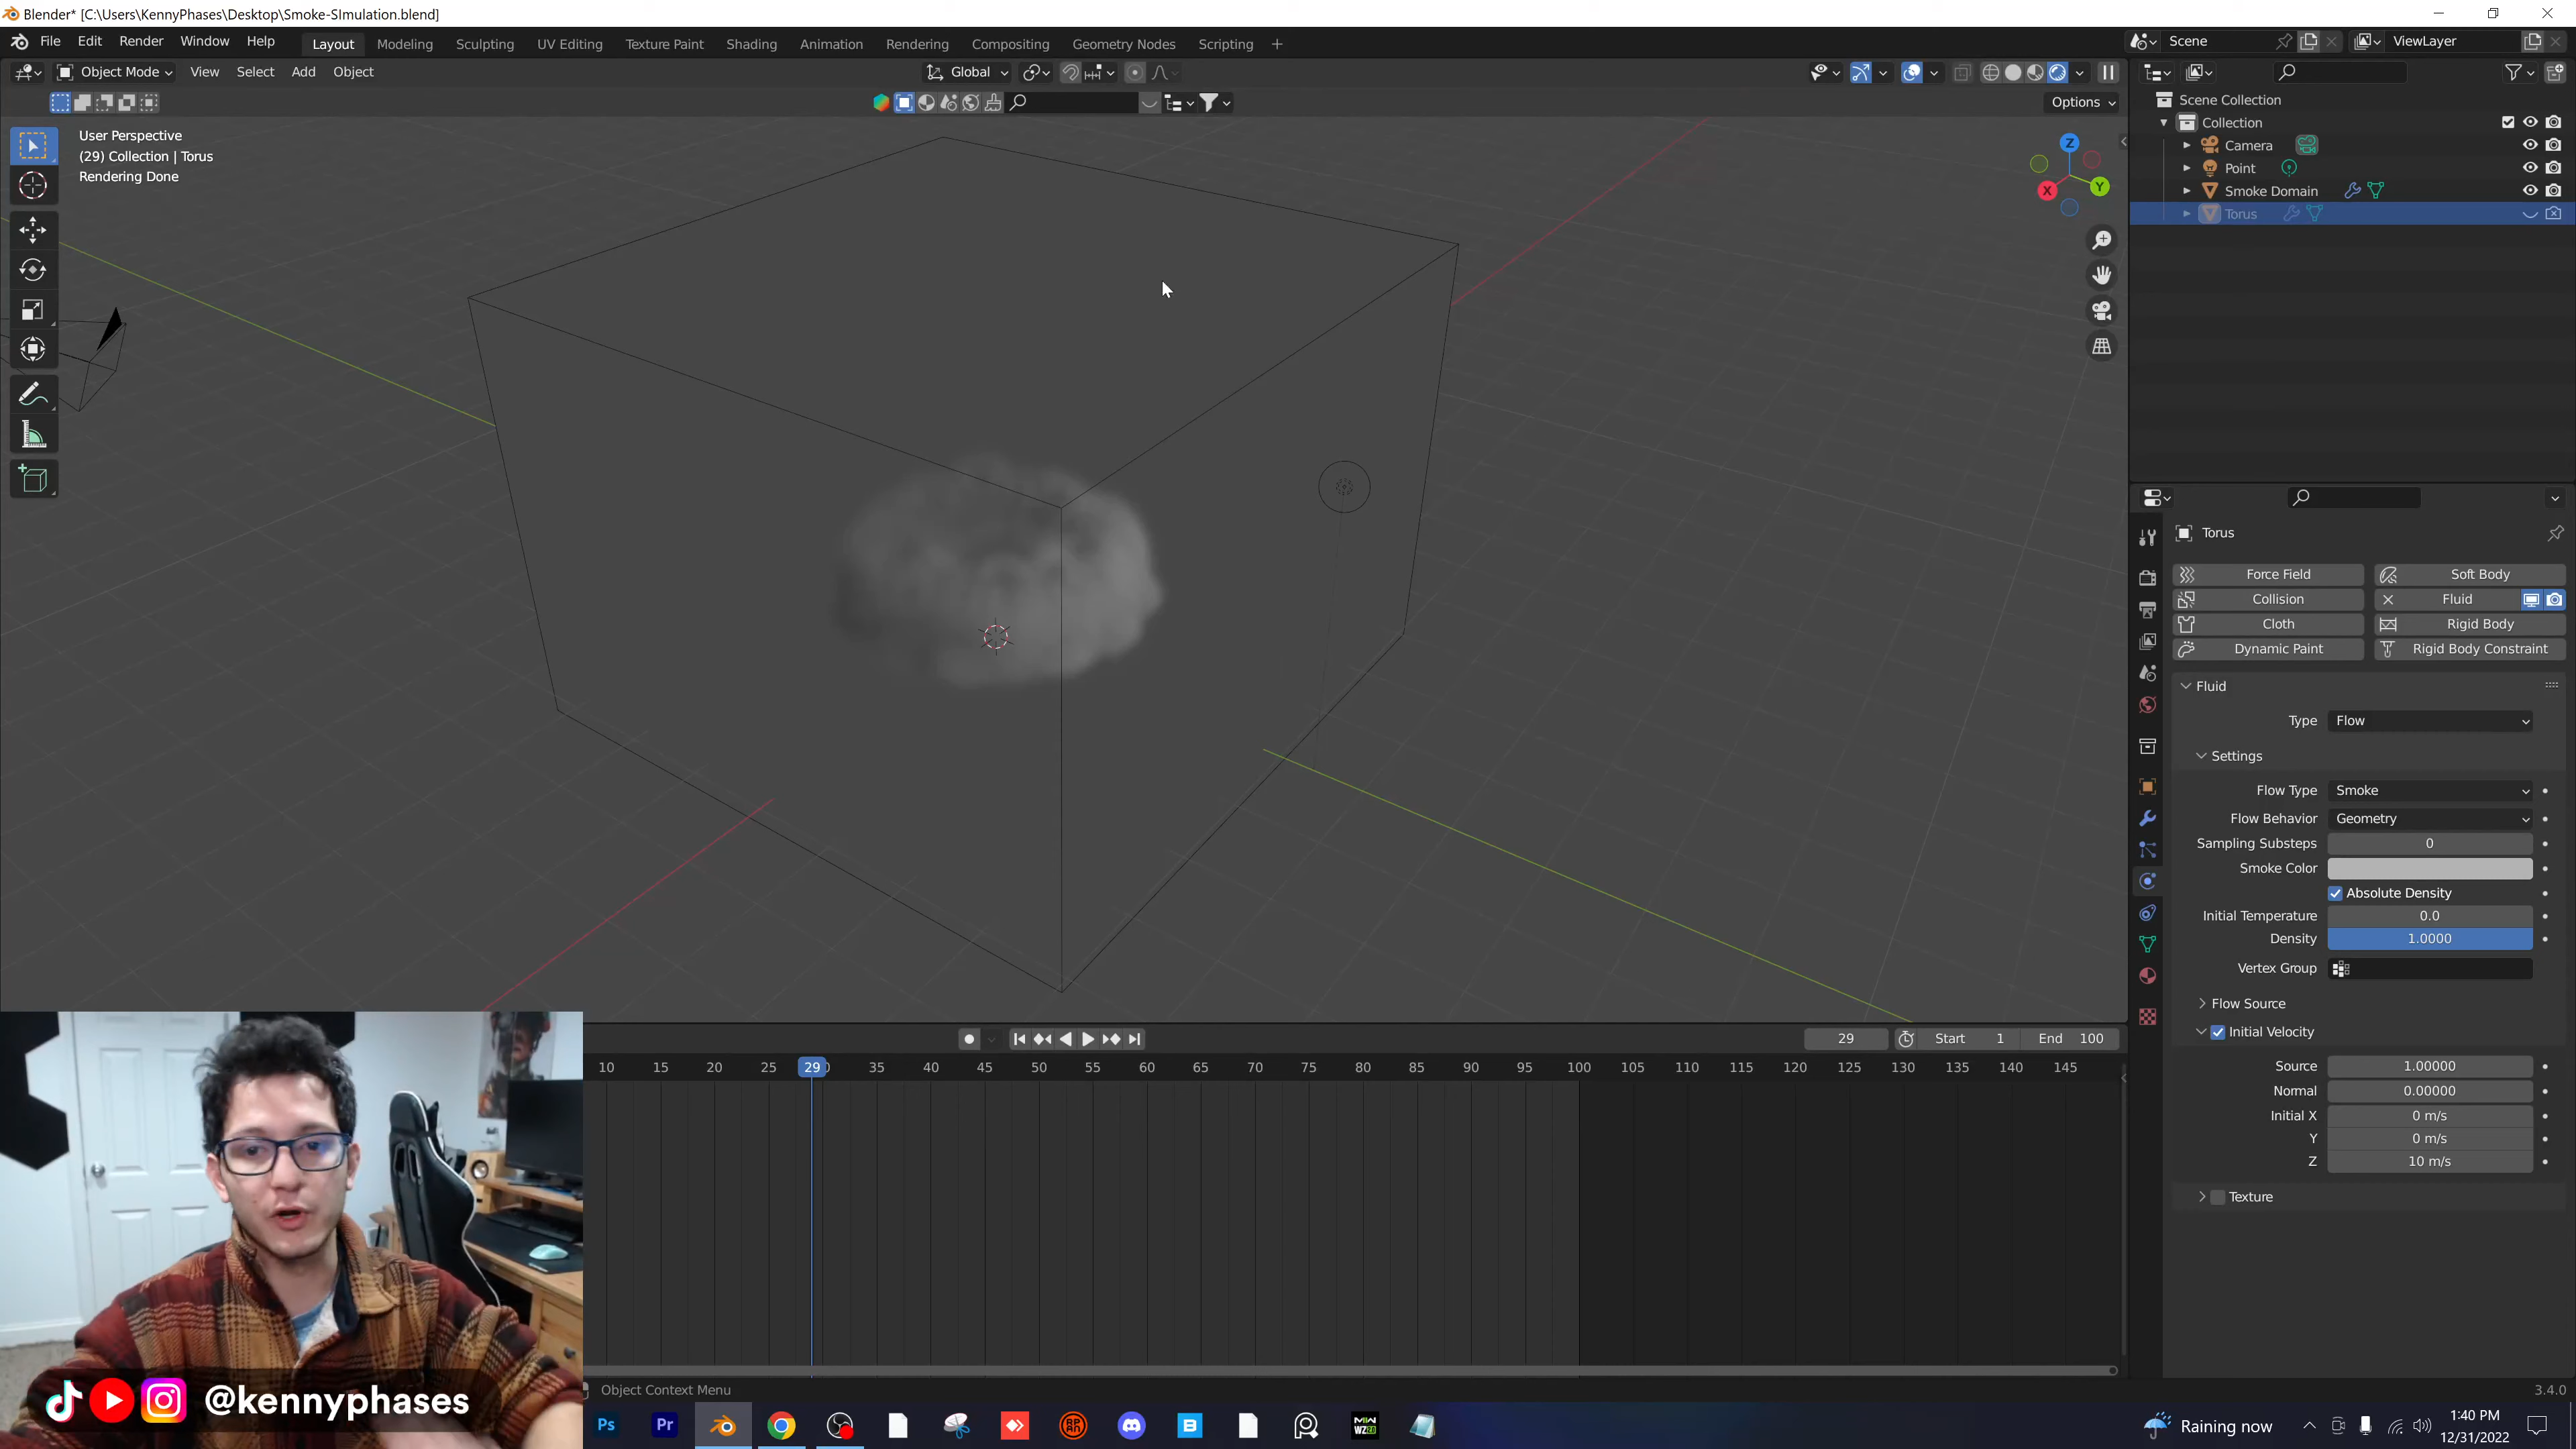 Blender* [C:\Users\KennyPhases\Desktop\Smoke-SImulation.blend]
File Edit Render Window Help Layout Modeling Sculpting UV Editing Texture Paint Shading Animation Rendering Compositing Geometry Nodes Scripting + Scene ViewLayer
Object Mode View Select Add Object Global
Options
User Perspective
(29) Collection | Torus
Rendering Done
Z
X
Y
Scene Collection
Collection
Camera
Point
Smoke Domain
Torus
Torus
Force Field Soft Body
Collision Fluid
Cloth Rigid Body
Dynamic Paint Rigid Body Constraint
Fluid
Type Flow
Settings
Flow Type Smoke
Flow Behavior Geometry
Sampling Substeps 0
Smoke Color
Absolute Density
Initial Temperature 0.0
Density 1.0000
Vertex Group
Flow Source
Initial Velocity
Source 1.00000
Normal 0.00000
Initial X 0 m/s
Y 0 m/s
Z 10 m/s
Texture
29 Start 1 End 100
10 15 20 25 29 35 40 45 50 55 60 65 70 75 80 85 90 95 100 105 110 115 120 125 130 135 140 145
Object Context Menu
3.4.0
@kennyphases
Ps Pr
Raining now
1:40 PM
12/31/2022